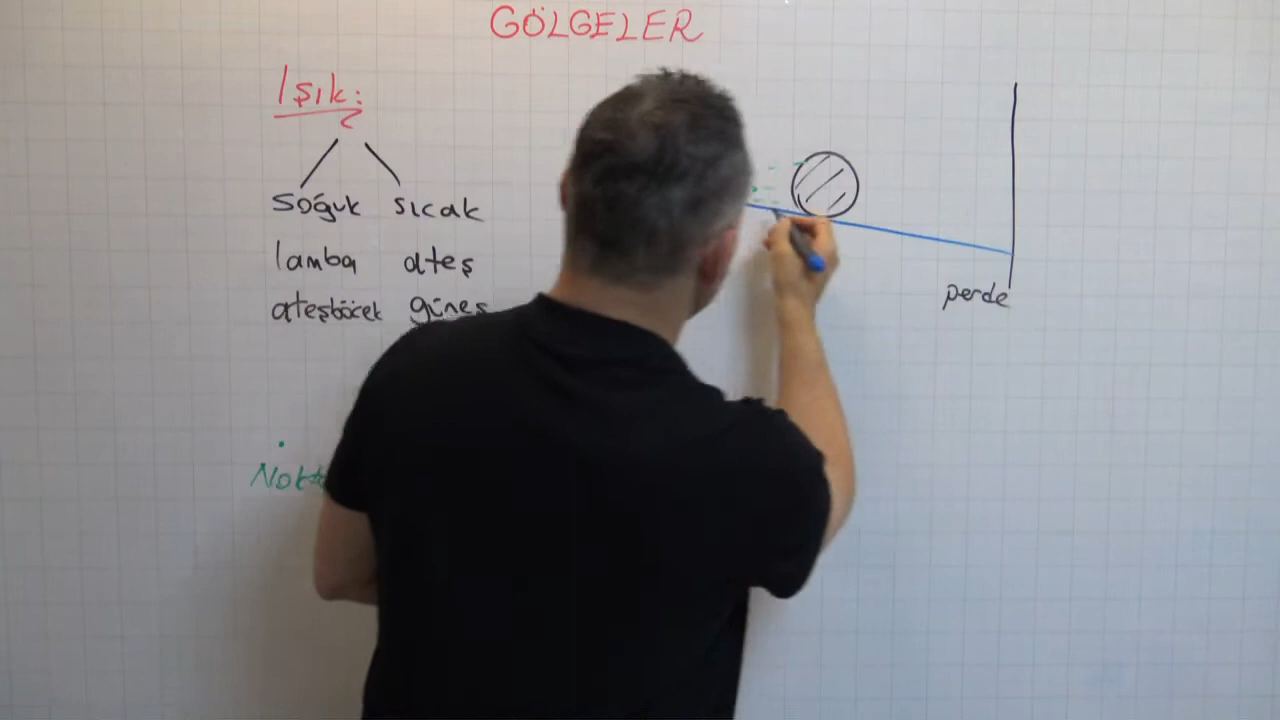 GÖLGELER
Işık:
soğuk sıcak
lamba ateş
ateşböcek güneş
perde